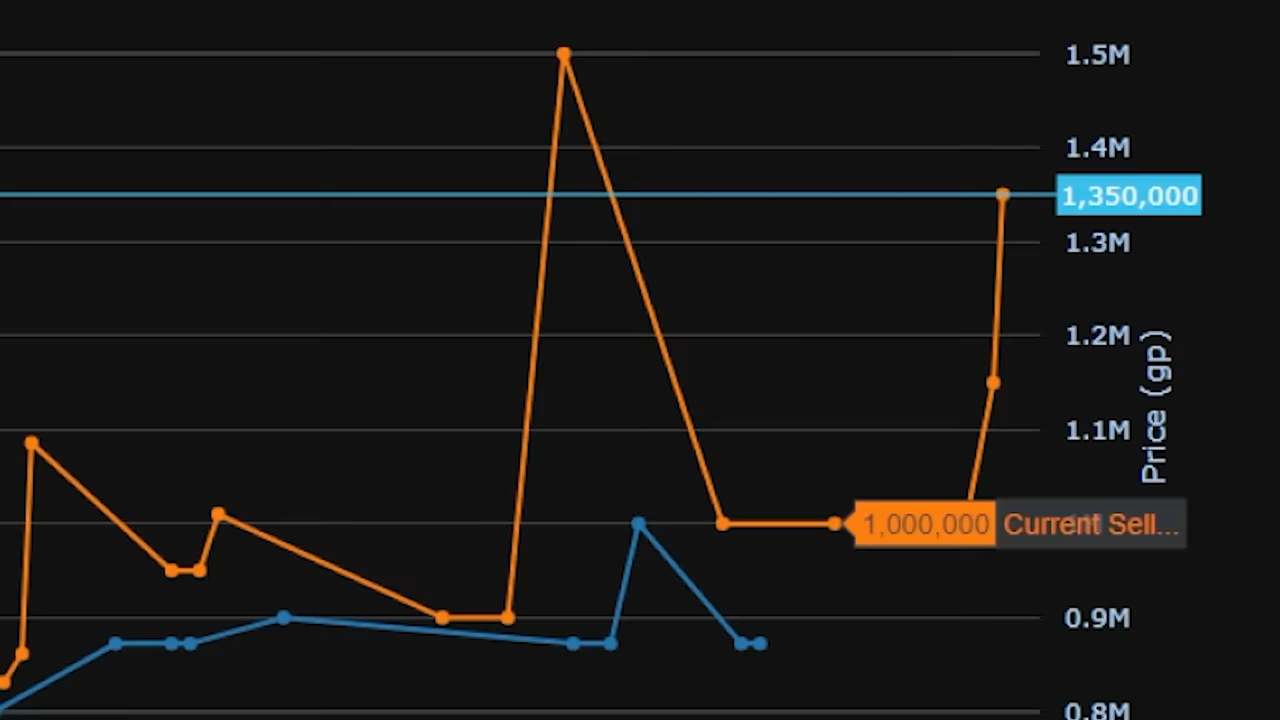 1.5M
1.4M
1,350,000
1.3M
1.2M
Price (gp)
1.1M
1,000,000 Current Sell...
0.9M
0.8M